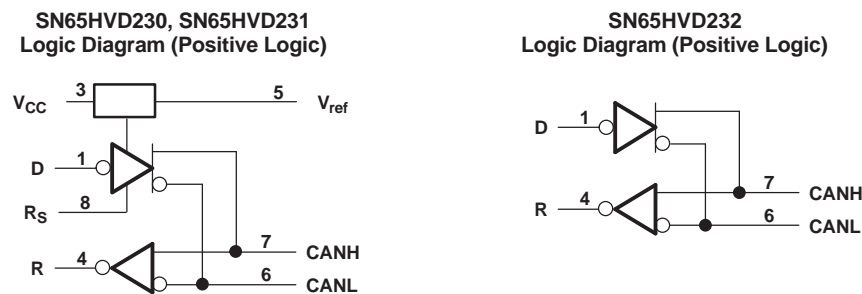 SN65HVD230, SN65HVD231
Logic Diagram (Positive Logic)
VCC 3 5 Vref
D 1
RS 8
R 4
7 CANH
6 CANL
SN65HVD232
Logic Diagram (Positive Logic)
D 1
R 4
7 CANH
6 CANL